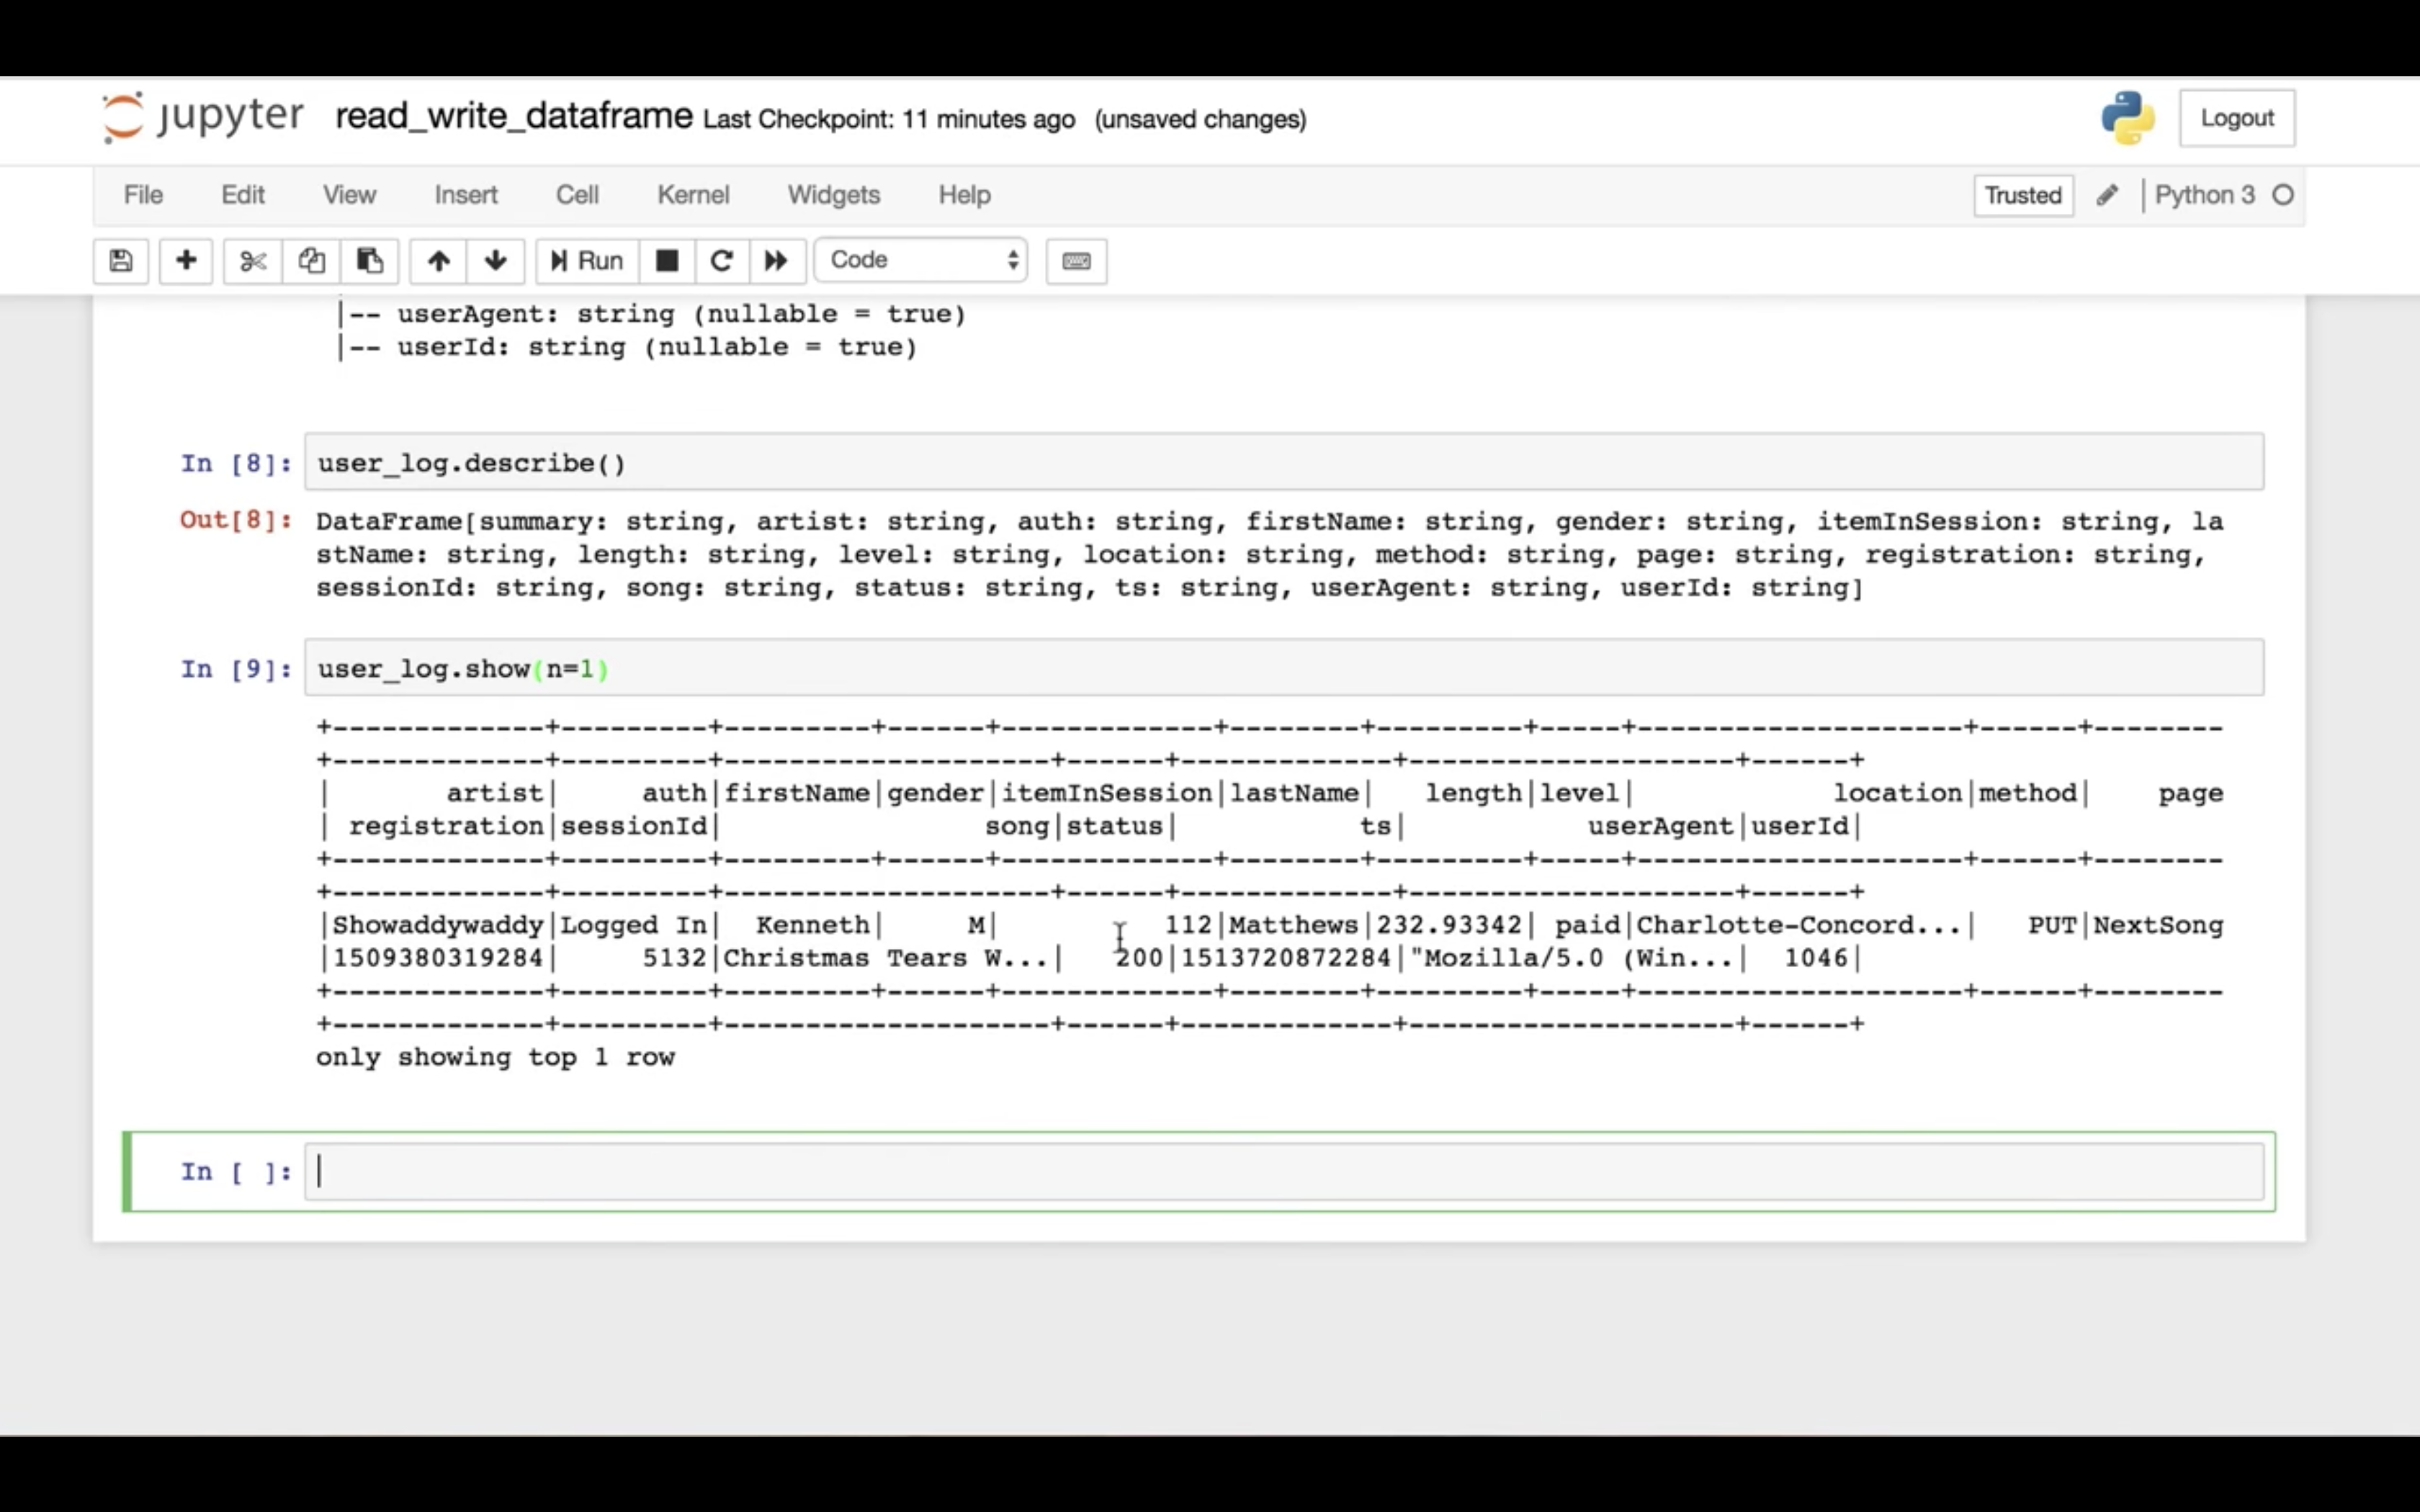 jupyter read_write_dataframe Last Checkpoint: 11 minutes ago (unsaved changes) Logout
File Edit View Insert Cell Kernel Widgets Help Trusted Python 3
Run Code
|-- userAgent: string (nullable = true)
|-- userId: string (nullable = true)
In [8]: user_log.describe()
Out[8]: DataFrame[summary: string, artist: string, auth: string, firstName: string, gender: string, itemInSession: string, la
stName: string, length: string, level: string, location: string, method: string, page: string, registration: string,
sessionId: string, song: string, status: string, ts: string, userAgent: string, userId: string]
In [9]: user_log.show(n=1)
+-------------+---------+---------+------+-------------+--------+---------+-----+--------------------+------+--------
+-------------+---------+--------------------+------+-------------+--------------------+------+
|       artist|     auth|firstName|gender|itemInSession|lastName|   length|level|            location|method|    page
| registration|sessionId|                song|status|           ts|           userAgent|userId|
+-------------+---------+---------+------+-------------+--------+---------+-----+--------------------+------+--------
+-------------+---------+--------------------+------+-------------+--------------------+------+
|Showaddywaddy|Logged In|  Kenneth|     M|          112|Matthews|232.93342| paid|Charlotte-Concord...|   PUT|NextSong
|1509380319284|     5132|Christmas Tears W...|   200|1513720872284|"Mozilla/5.0 (Win...|  1046|
+-------------+---------+---------+------+-------------+--------+---------+-----+--------------------+------+--------
+-------------+---------+--------------------+------+-------------+--------------------+------+
only showing top 1 row
In [ ]: